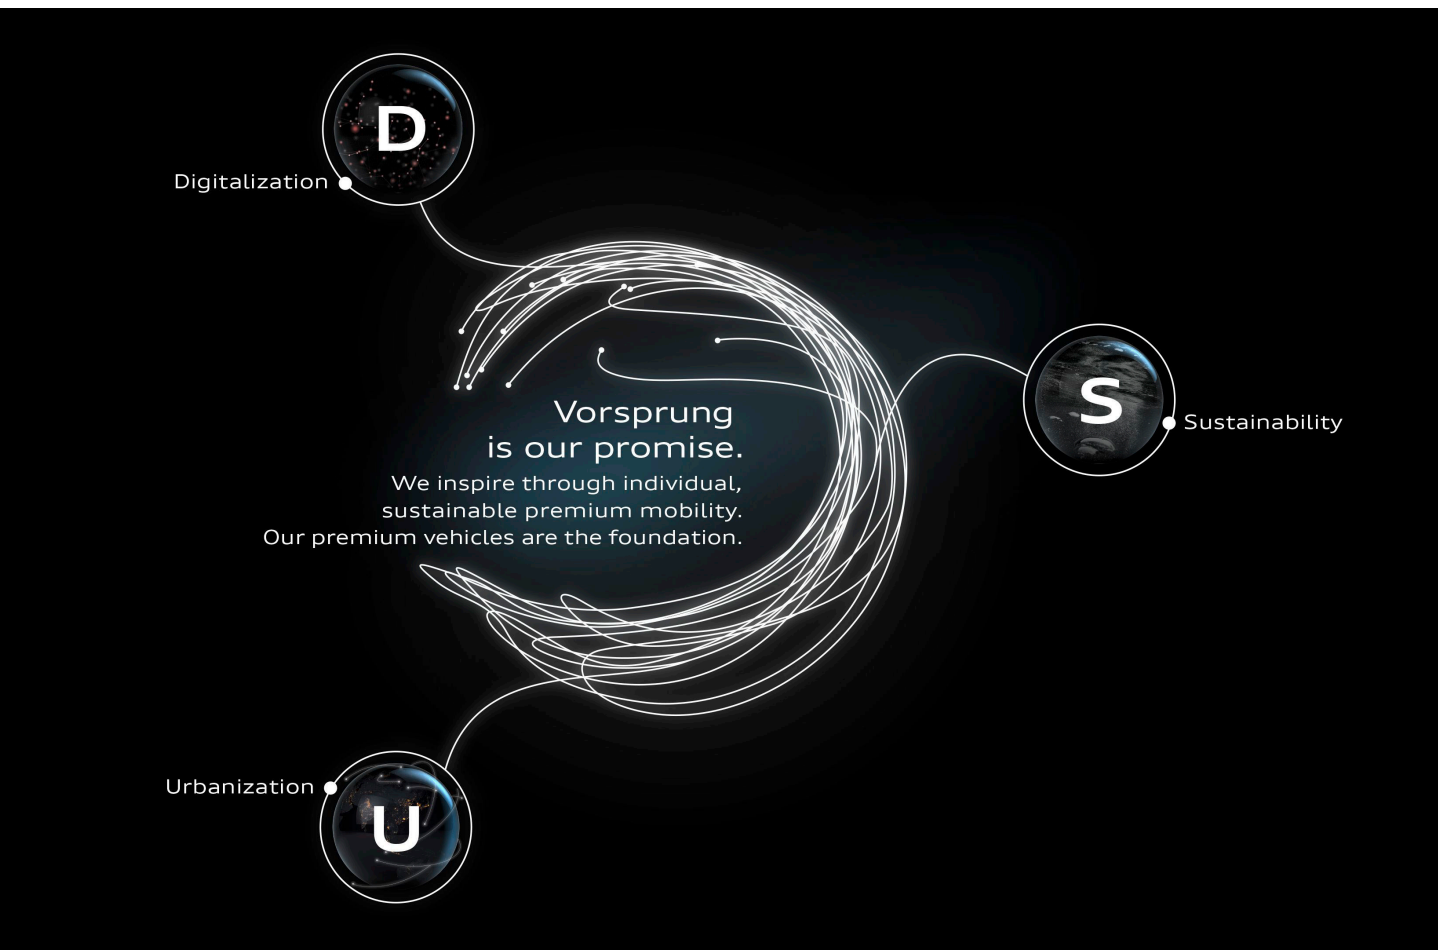 D
Digitalization
S
Sustainability
Vorsprung
is our promise.
We inspire through individual,
sustainable premium mobility.
Our premium vehicles are the foundation.
Urbanization
U